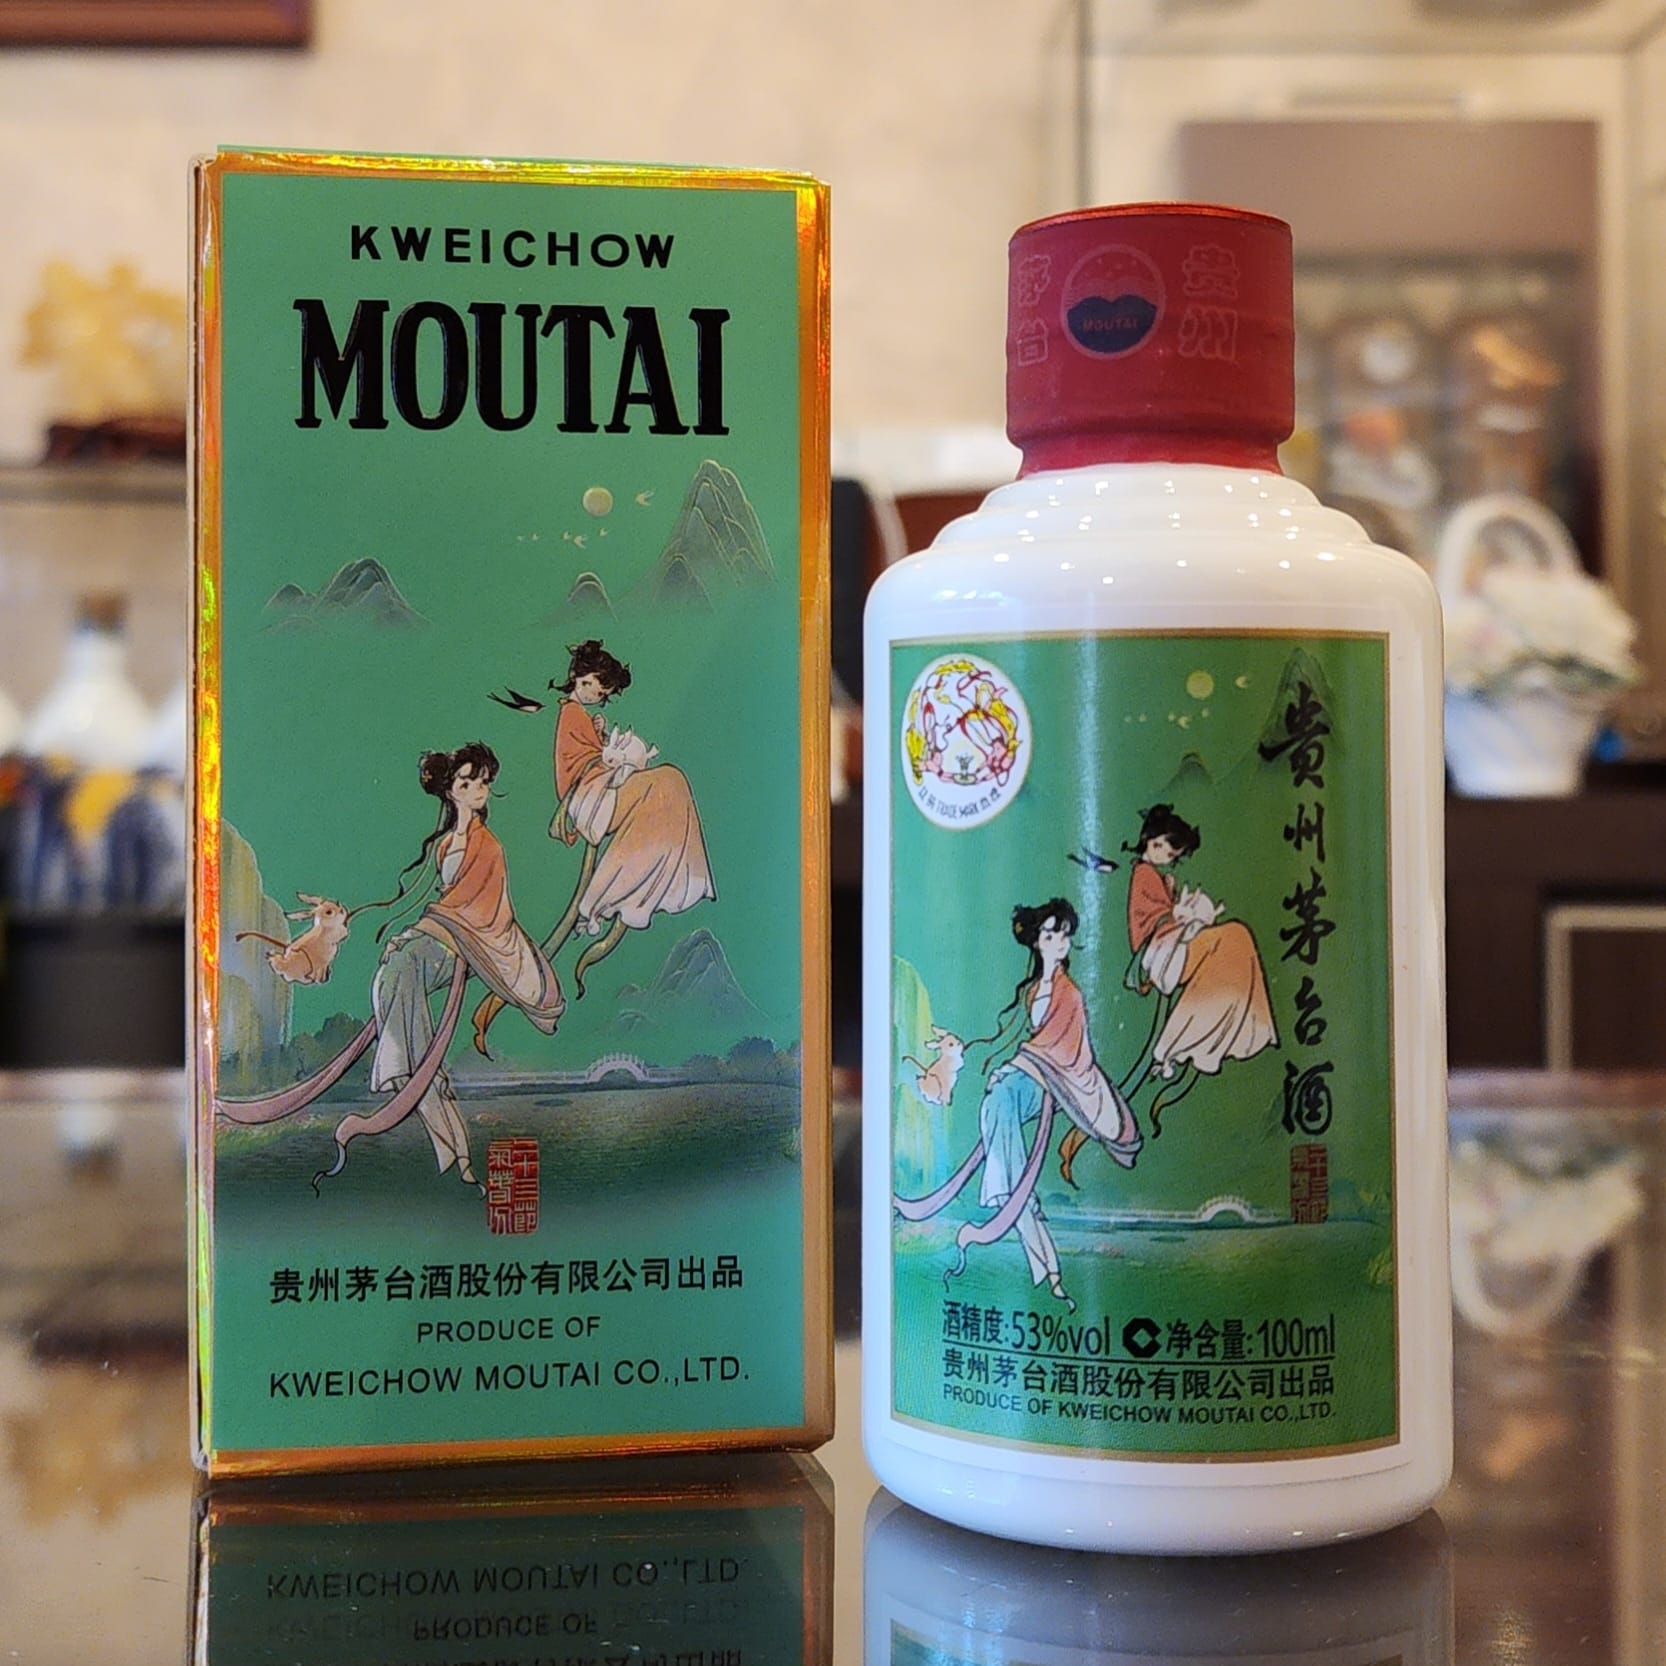 KWEICHOW
MOUTAI
贵州茅台酒股份有限公司出品
PRODUCE OF
KWEICHOW MOUTAI CO.,LTD.
贵州
茅台
MOUTAI
TRADE MARK
贵州茅台酒
酒精度:53%vol 净含量:100ml
贵州茅台酒股份有限公司出品
PRODUCE OF KWEICHOW MOUTAI CO.,LTD.